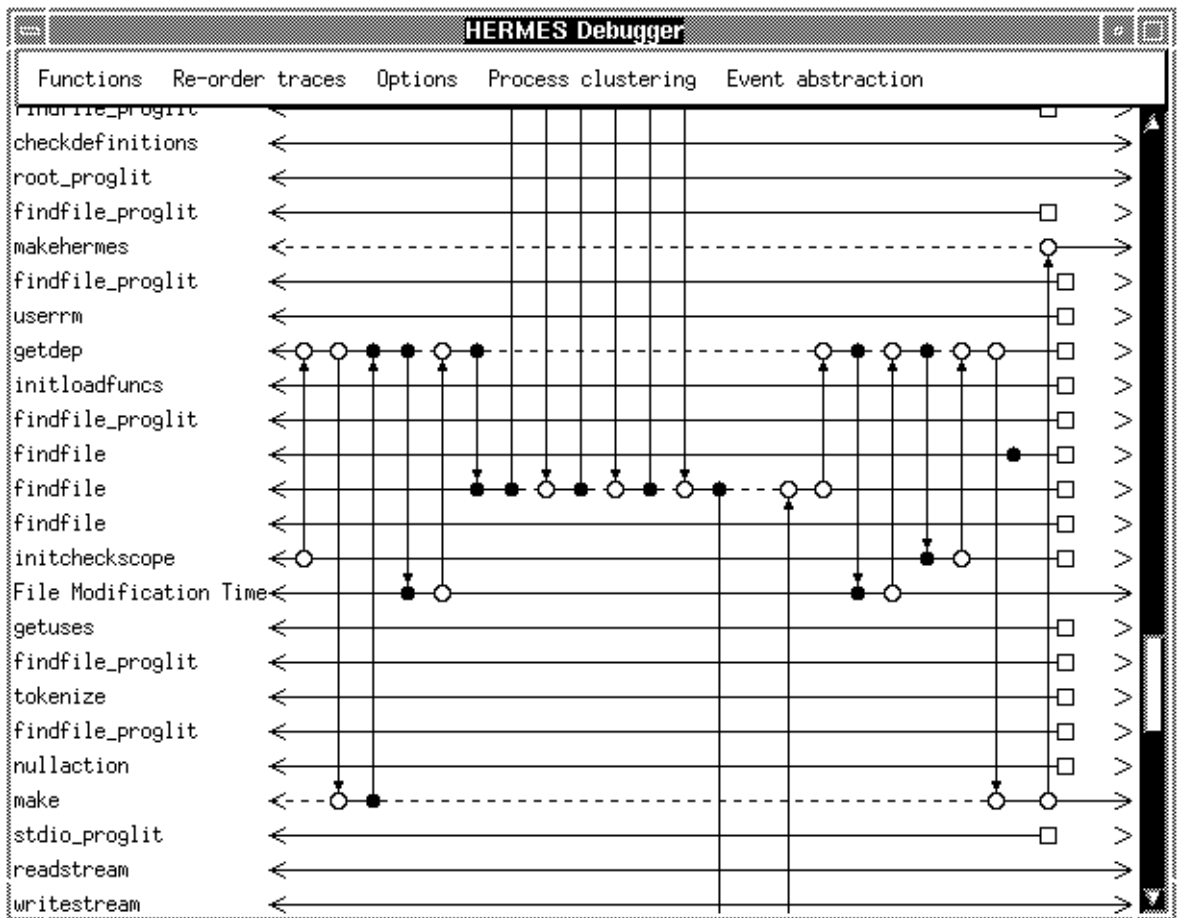 HERMES Debugger
Functions Re-order traces Options Process clustering Event abstraction
findfile_proglit
checkdefinitions
root_proglit
findfile_proglit
makehermes
findfile_proglit
userrm
getdep
initloadfuncs
findfile_proglit
findfile
findfile
findfile
initcheckscope
File Modification Time
getuses
findfile_proglit
tokenize
findfile_proglit
nullaction
make
stdio_proglit
readstream
writestream